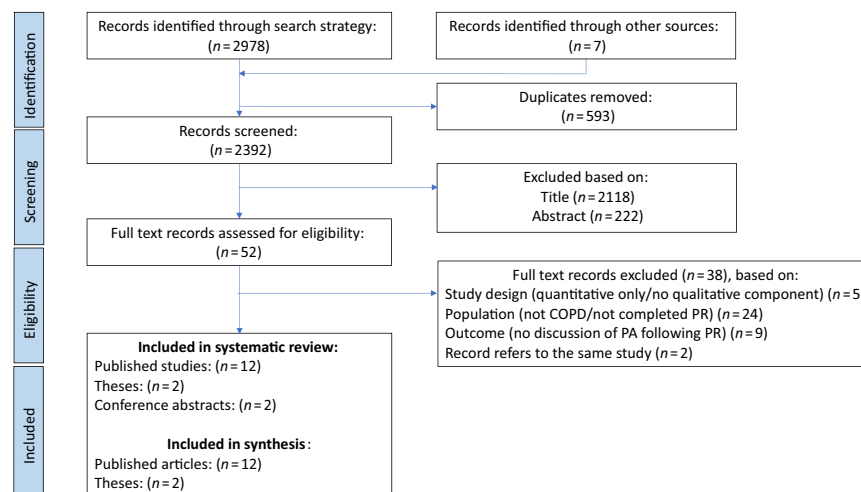 Identification
Records identified through search strategy:
(n = 2978)
Records identified through other sources:
(n = 7)
Duplicates removed:
(n = 593)
Screening
Records screened:
(n = 2392)
Excluded based on:
Title (n = 2118)
Abstract (n = 222)
Full text records assessed for eligibility:
(n = 52)
Eligibility
Full text records excluded (n = 38), based on:
Study design (quantitative only/no qualitative component) (n = 5
Population (not COPD/not completed PR) (n = 24)
Outcome (no discussion of PA following PR) (n = 9)
Record refers to the same study (n = 2)
Included
Included in systematic review:
Published studies: (n = 12)
Theses: (n = 2)
Conference abstracts: (n = 2)
Included in synthesis :
Published articles: (n = 12)
Theses: (n = 2)